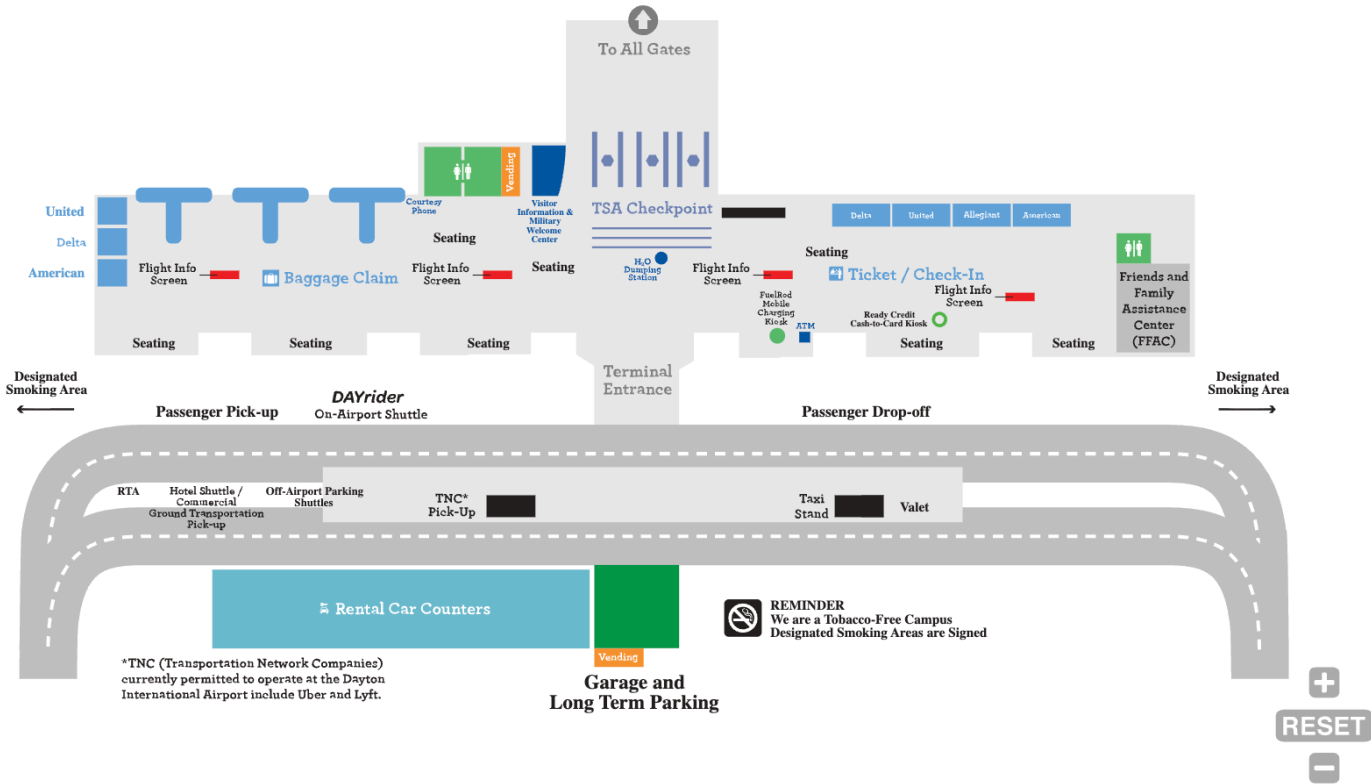 To All Gates
Vending
United
Delta
American
Courtesy
Phone
Visitor
Information &
Military
Welcome
Center
TSA Checkpoint
Delta
United
Allegiant
American
Seating
Seating
Seating
Flight Info
Screen
Baggage Claim
Flight Info
Screen
H₂O
Dumping
Station
Flight Info
Screen
Ticket / Check-In
Flight Info
Screen
Friends and
Family
Assistance
Center
(FFAC)
FuelRod
Mobile
Charging
Kiosk
ATM
Ready Credit
Cash-to-Card Kiosk
Seating
Seating
Seating
Seating
Seating
Terminal
Entrance
Designated
Smoking Area
Designated
Smoking Area
Passenger Pick-up
DAYrider
On-Airport Shuttle
Passenger Drop-off
RTA
Hotel Shuttle /
Commercial
Ground Transportation
Pick-up
Off-Airport Parking
Shuttles
TNC*
Pick-Up
Taxi
Stand
Valet
Rental Car Counters
REMINDER
We are a Tobacco-Free Campus
Designated Smoking Areas are Signed
Vending
*TNC (Transportation Network Companies)
currently permitted to operate at the Dayton
International Airport include Uber and Lyft.
Garage and
Long Term Parking
RESET